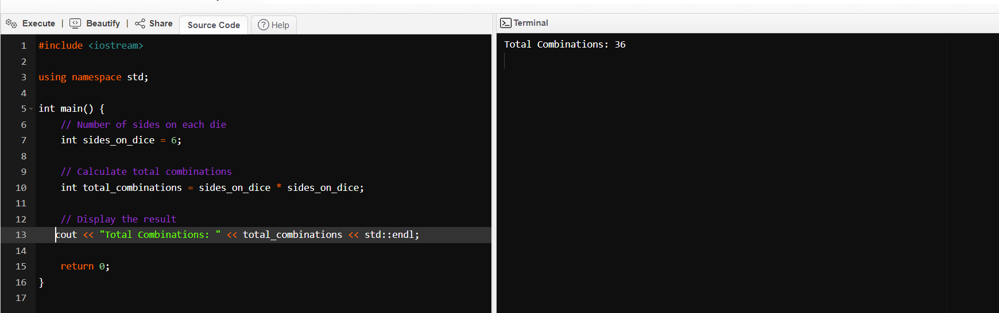 Execute | Beautify | Share Source Code Help
Terminal
1 #include <iostream>
2
3 using namespace std;
4
5 int main() {
6 // Number of sides on each die
7 int sides_on_dice = 6;
8
9 // Calculate total combinations
10 int total_combinations = sides_on_dice * sides_on_dice;
11
12 // Display the result
13 cout << "Total Combinations: " << total_combinations << std::endl;
14
15 return 0;
16 }
17
Total Combinations: 36